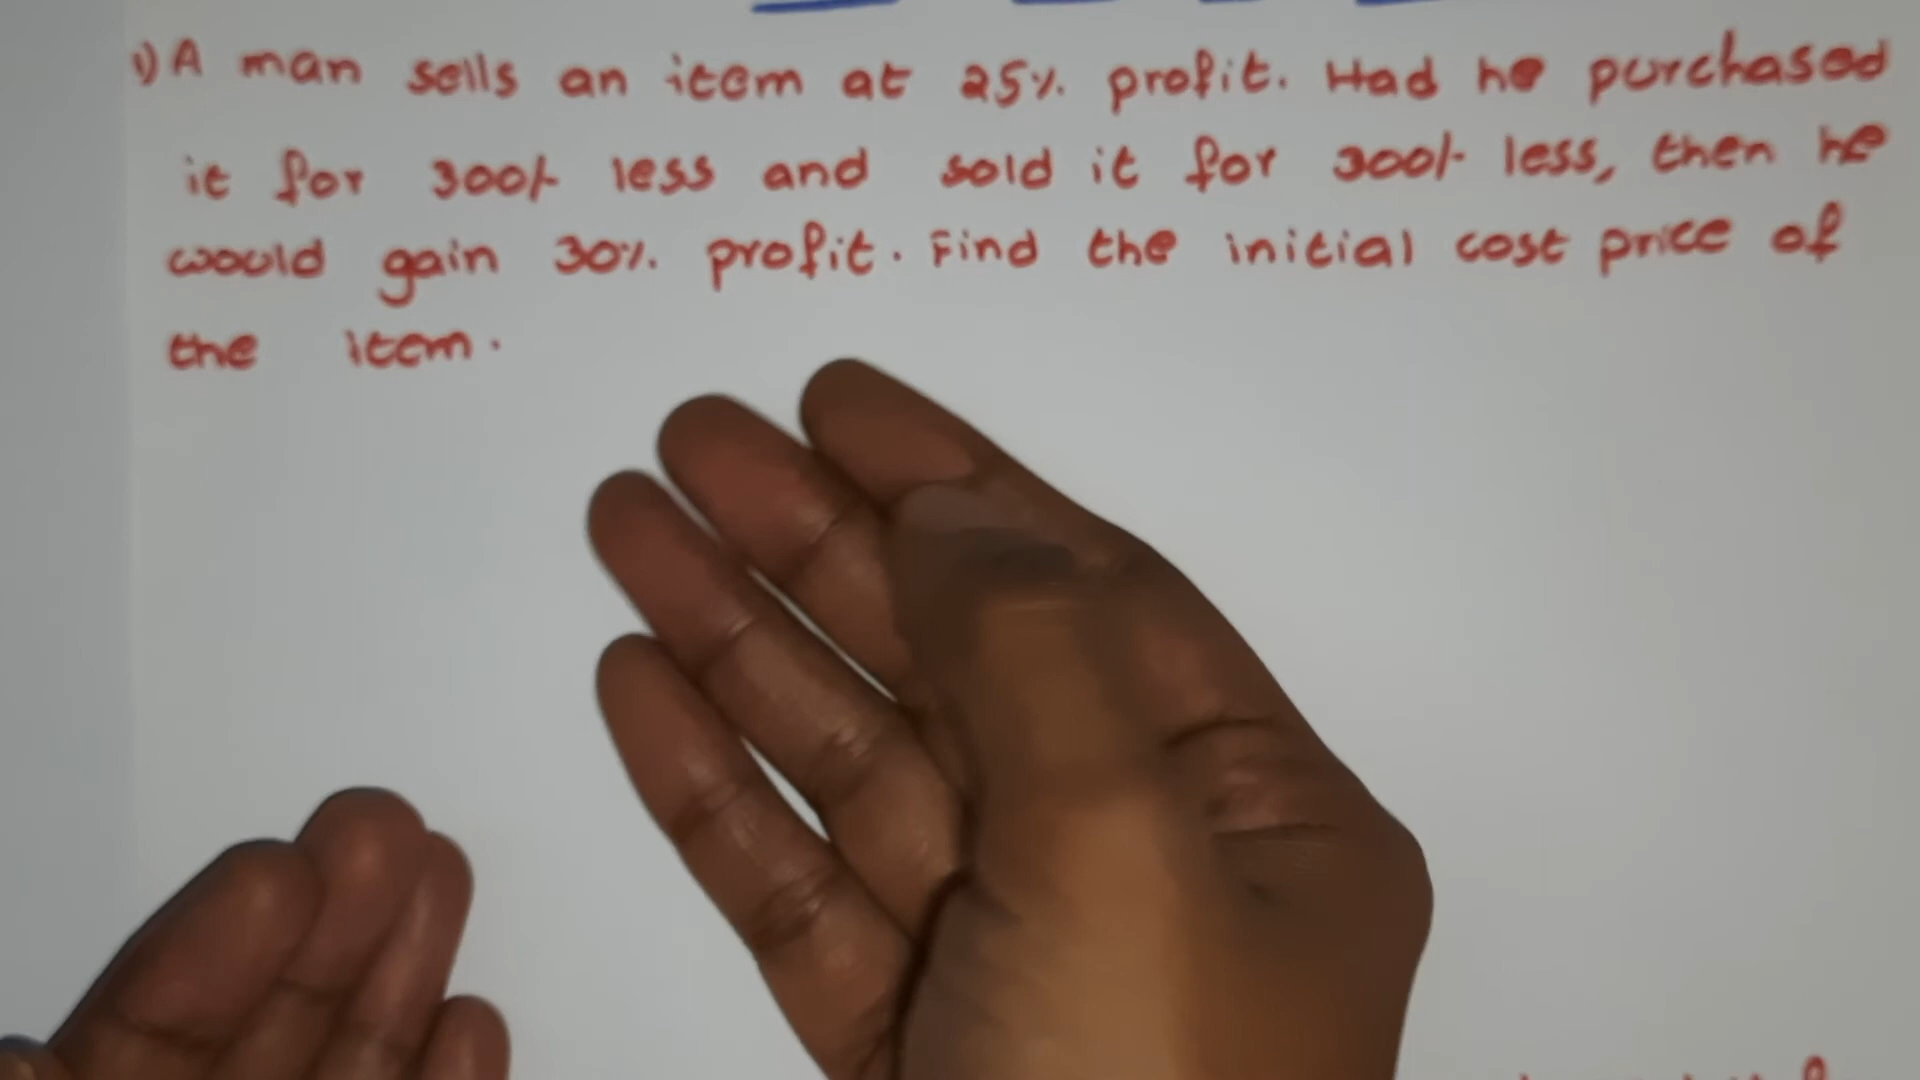 1) A man sells an item at 25% profit. Had he purchased
it for 300/- less and sold it for 300/- less, then he
would gain 30% profit. Find the initial cost price of
the item.